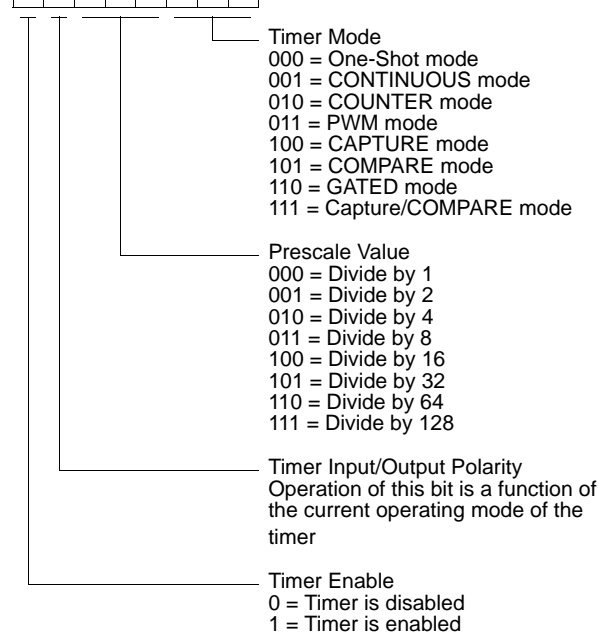 Timer Mode
000 = One-Shot mode
001 = CONTINUOUS mode
010 = COUNTER mode
011 = PWM mode
100 = CAPTURE mode
101 = COMPARE mode
110 = GATED mode
111 = Capture/COMPARE mode
Prescale Value
000 = Divide by 1
001 = Divide by 2
010 = Divide by 4
011 = Divide by 8
100 = Divide by 16
101 = Divide by 32
110 = Divide by 64
111 = Divide by 128
Timer Input/Output Polarity
Operation of this bit is a function of
the current operating mode of the
timer
Timer Enable
0 = Timer is disabled
1 = Timer is enabled